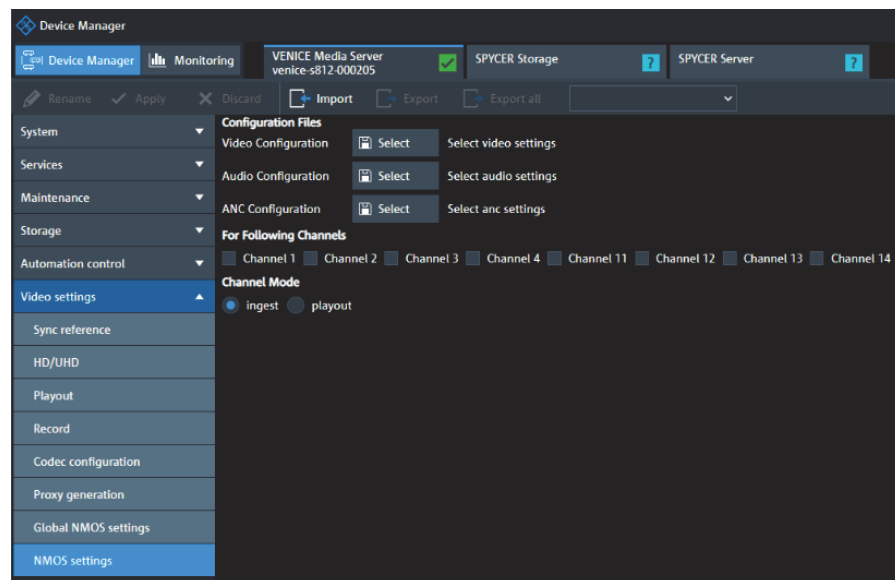 Device Manager
Device Manager Monitoring VENICE Media Server SPYCER Storage ? SPYCER Server ?
venice-s812-000205
Rename Apply Discard Import Export Export all
System
Services
Maintenance
Storage
Automation control
Video settings
Sync reference
HD/UHD
Playout
Record
Codec configuration
Proxy generation
Global NMOS settings
NMOS settings
Configuration Files
Video Configuration Select Select video settings
Audio Configuration Select Select audio settings
ANC Configuration Select Select anc settings
For Following Channels
Channel 1 Channel 2 Channel 3 Channel 4 Channel 11 Channel 12 Channel 13 Channel 14
Channel Mode
ingest playout